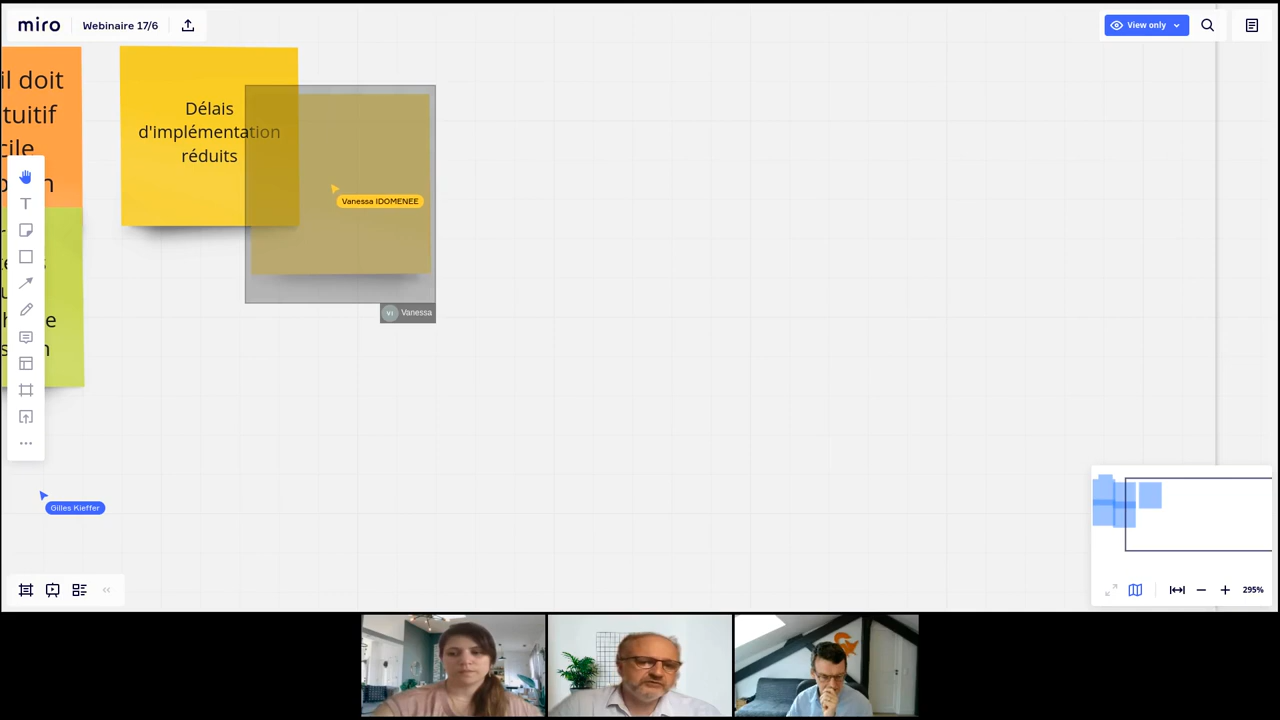 miro
Webinaire 17/6
View only
il doit
tuitif
cile
Délais
d'implémentation
réduits
Vanessa IDOMENEE
VI
Vanessa
Gilles Kieffer
295%